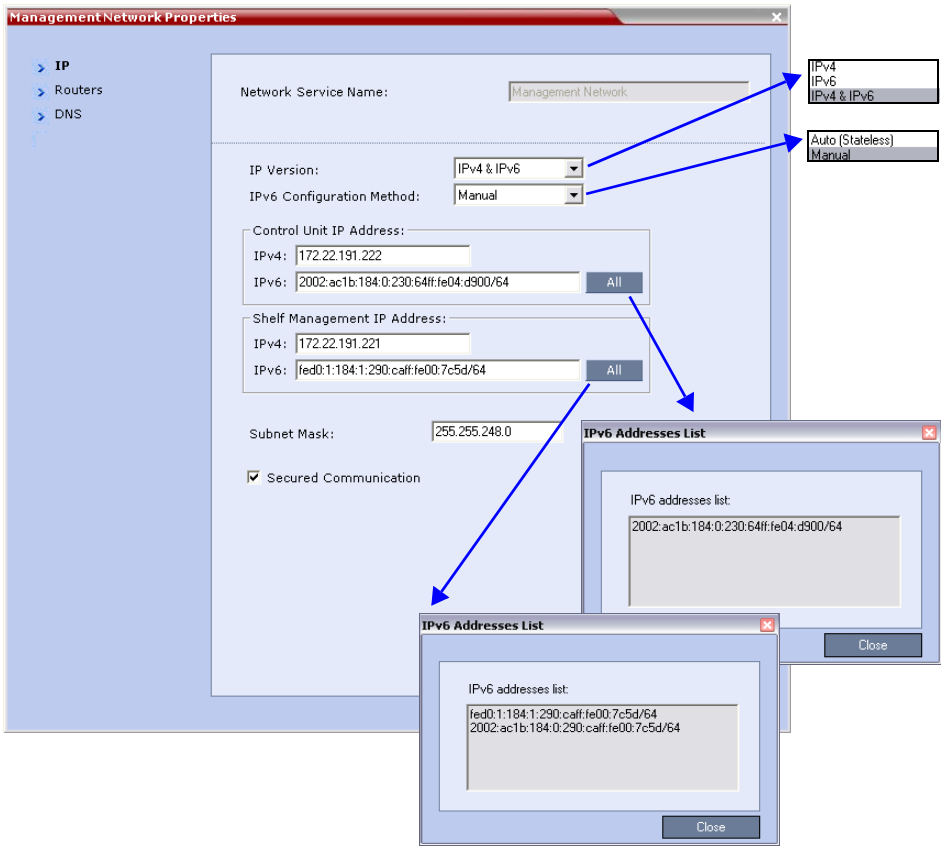 Management Network Properties
IP
Routers
DNS
Network Service Name:
Management Network
IP Version:
IPv4 & IPv6
IPv6 Configuration Method:
Manual
Control Unit IP Address:
IPv4:
172.22.191.222
IPv6:
2002:ac1b:184:0:230:64ff:fe04:d900/64
All
Shelf Management IP Address:
IPv4:
172.22.191.221
IPv6:
fed0:1:184:1:290:caff:fe00:7c5d/64
All
Subnet Mask:
255.255.248.0
Secured Communication
IPv4
IPv6
IPv4 & IPv6
Auto (Stateless)
Manual
IPv6 Addresses List
IPv6 addresses list:
2002:ac1b:184:0:230:64ff:fe04:d900/64
Close
IPv6 Addresses List
IPv6 addresses list:
fed0:1:184:1:290:caff:fe00:7c5d/64
2002:ac1b:184:0:290:caff:fe00:7c5d/64
Close